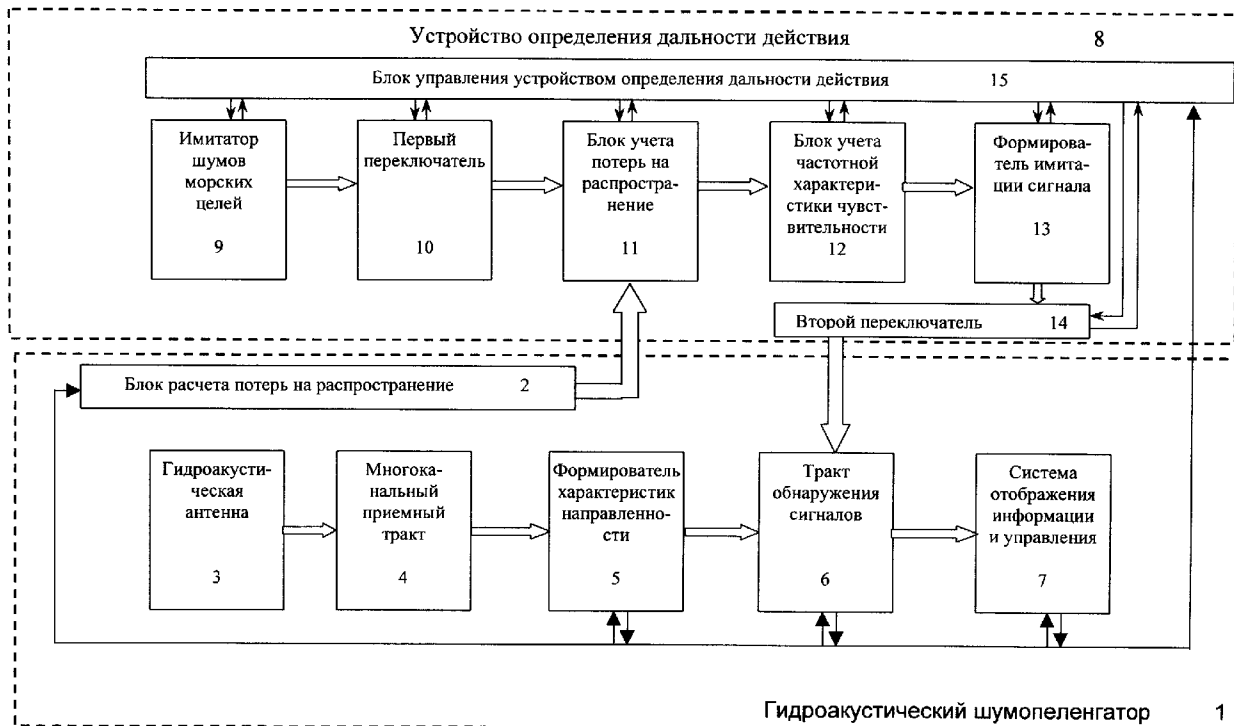 Устройство определения дальности действия 8
Блок управления устройством определения дальности действия 15
Имитатор
шумов
морских
целей
9
Первый
переключатель
10
Блок учета
потерь на
распростра-
нение
11
Блок учета
частотной
характери-
стики чувст-
вительности
12
Формирова-
тель имита-
ции сигнала
13
Второй переключатель 14
Блок расчета потерь на распространение 2
Гидроакусти-
ческая
антенна
3
Многока-
нальный
приемный
тракт
4
Формирователь
характеристик
направленно-
сти
5
Тракт
обнаружения
сигналов
6
Система
отображения
информации
и управления
7
Гидроакустический шумопеленгатор 1